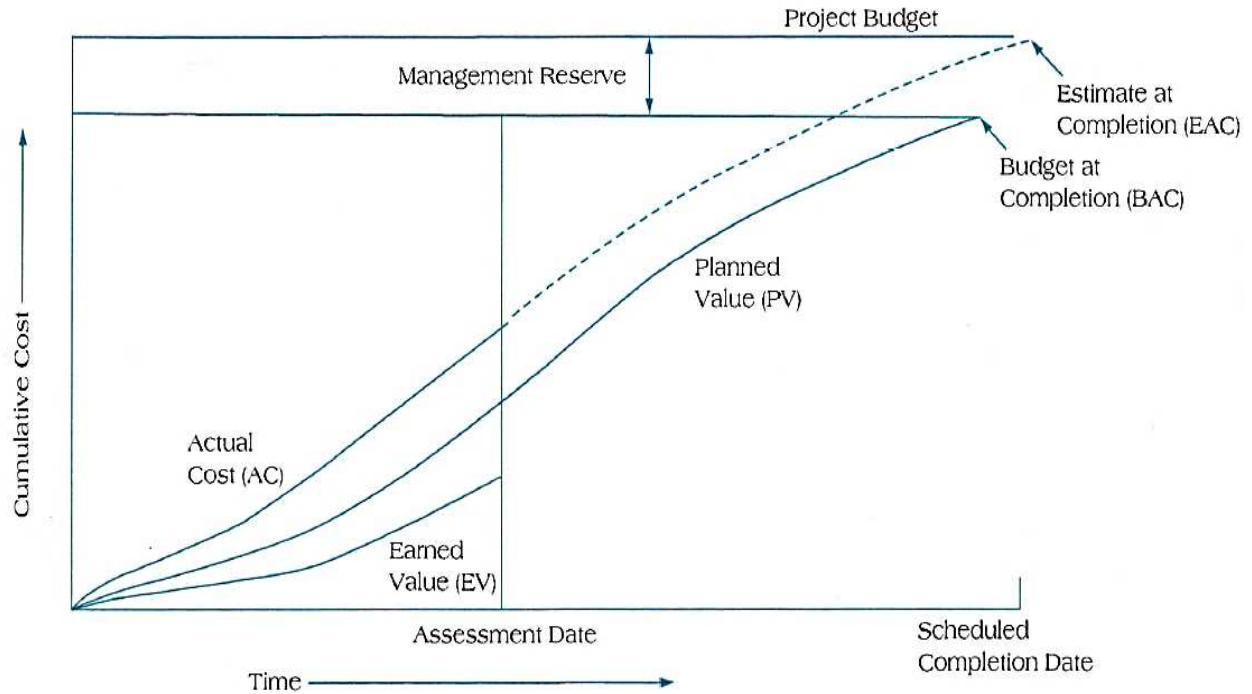 Project Budget
Management Reserve
Estimate at
Completion (EAC)
Budget at
Completion (BAC)
Planned
Value (PV)
Cumulative Cost
Actual
Cost (AC)
Earned
Value (EV)
Assessment Date
Scheduled
Completion Date
Time